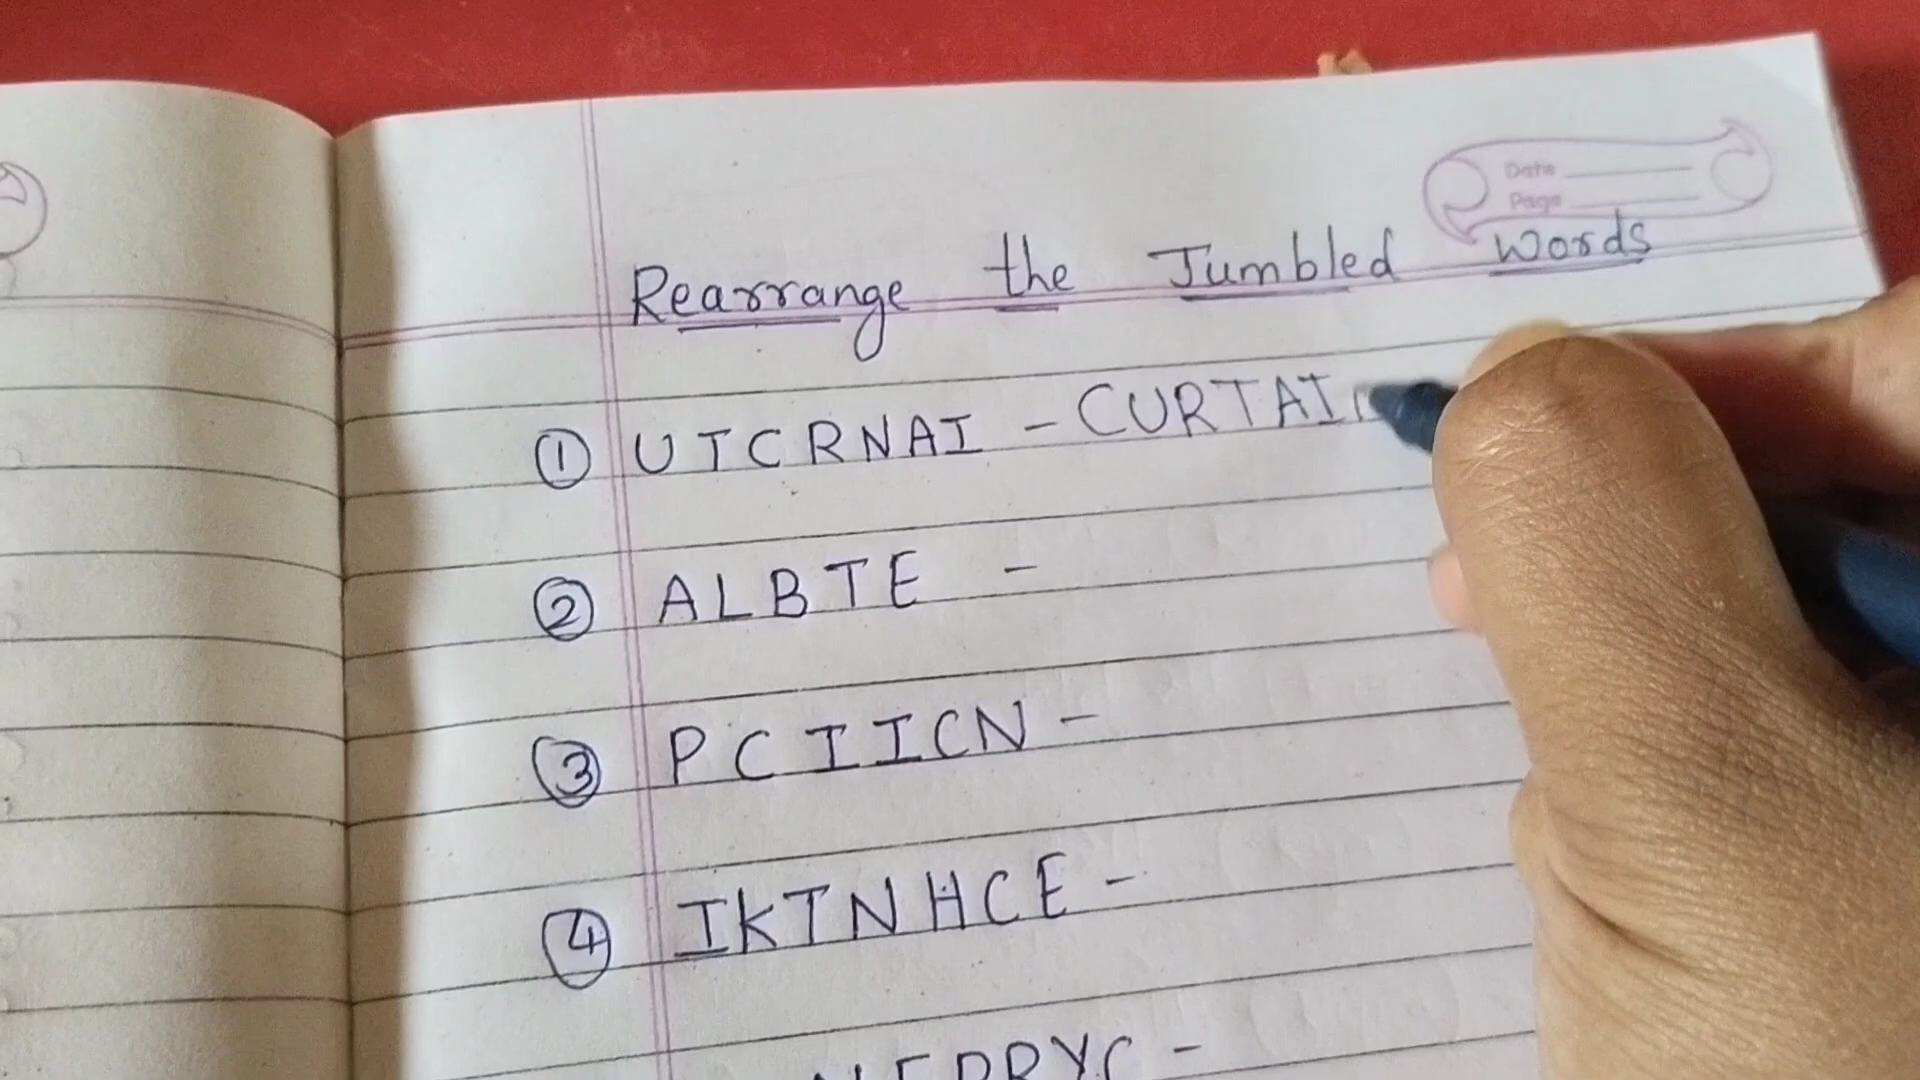 Date
Page
Rearrange the Jumbled Words
① UTCRNAI - CURTAI
② ALBTE -
③ PCIICN -
④ IKTNHCE -